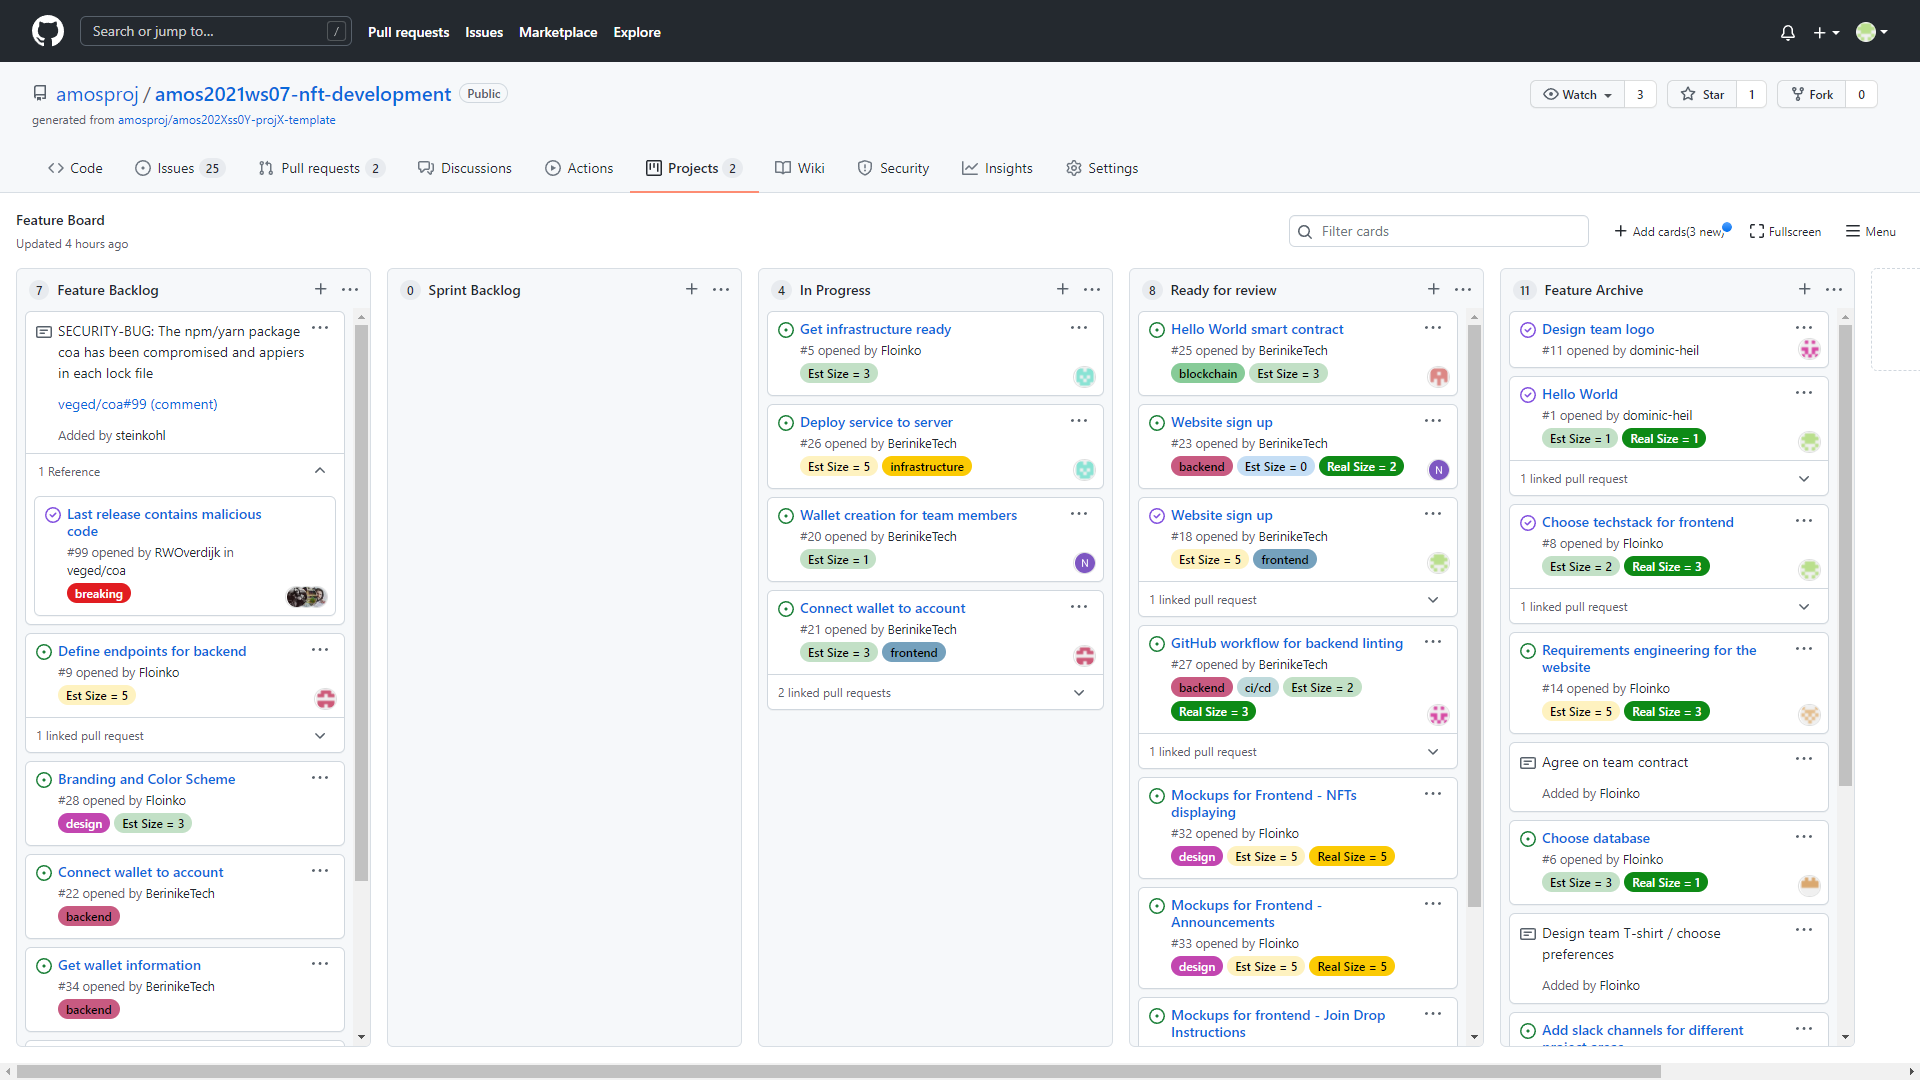 Search or jump to...
/
Pull requests
Issues
Marketplace
Explore
amosproj / amos2021ws07-nft-development
Public
generated from amosproj/amos202Xss0Y-projX-template
Watch
3
Star
1
Fork
0
Code
Issues 25
Pull requests 2
Discussions
Actions
Projects 2
Wiki
Security
Insights
Settings
Feature Board
Updated 4 hours ago
Filter cards
Add cards(3 new)
Fullscreen
Menu
7 Feature Backlog
SECURITY-BUG: The npm/yarn package
coa has been compromised and appiers
in each lock file
veged/coa#99 (comment)
Added by steinkohl
1 Reference
Last release contains malicious
code
#99 opened by RWOverdijk in
veged/coa
breaking
Define endpoints for backend
#9 opened by Floinko
Est Size = 5
1 linked pull request
Branding and Color Scheme
#28 opened by Floinko
design
Est Size = 3
Connect wallet to account
#22 opened by BerinikeTech
backend
Get wallet information
#34 opened by BerinikeTech
backend
0 Sprint Backlog
4 In Progress
Get infrastructure ready
#5 opened by Floinko
Est Size = 3
Deploy service to server
#26 opened by BerinikeTech
Est Size = 5
infrastructure
Wallet creation for team members
#20 opened by BerinikeTech
Est Size = 1
N
Connect wallet to account
#21 opened by BerinikeTech
Est Size = 3
frontend
2 linked pull requests
8 Ready for review
Hello World smart contract
#25 opened by BerinikeTech
blockchain
Est Size = 3
Website sign up
#23 opened by BerinikeTech
backend
Est Size = 0
Real Size = 2
N
Website sign up
#18 opened by BerinikeTech
Est Size = 5
frontend
1 linked pull request
GitHub workflow for backend linting
#27 opened by BerinikeTech
backend
ci/cd
Est Size = 2
Real Size = 3
1 linked pull request
Mockups for Frontend - NFTs
displaying
#32 opened by Floinko
design
Est Size = 5
Real Size = 5
Mockups for Frontend -
Announcements
#33 opened by Floinko
design
Est Size = 5
Real Size = 5
Mockups for frontend - Join Drop
Instructions
11 Feature Archive
Design team logo
#11 opened by dominic-heil
Hello World
#1 opened by dominic-heil
Est Size = 1
Real Size = 1
1 linked pull request
Choose techstack for frontend
#8 opened by Floinko
Est Size = 2
Real Size = 3
1 linked pull request
Requirements engineering for the
website
#14 opened by Floinko
Est Size = 5
Real Size = 3
Agree on team contract
Added by Floinko
Choose database
#6 opened by Floinko
Est Size = 3
Real Size = 1
Design team T-shirt / choose
preferences
Added by Floinko
Add slack channels for different